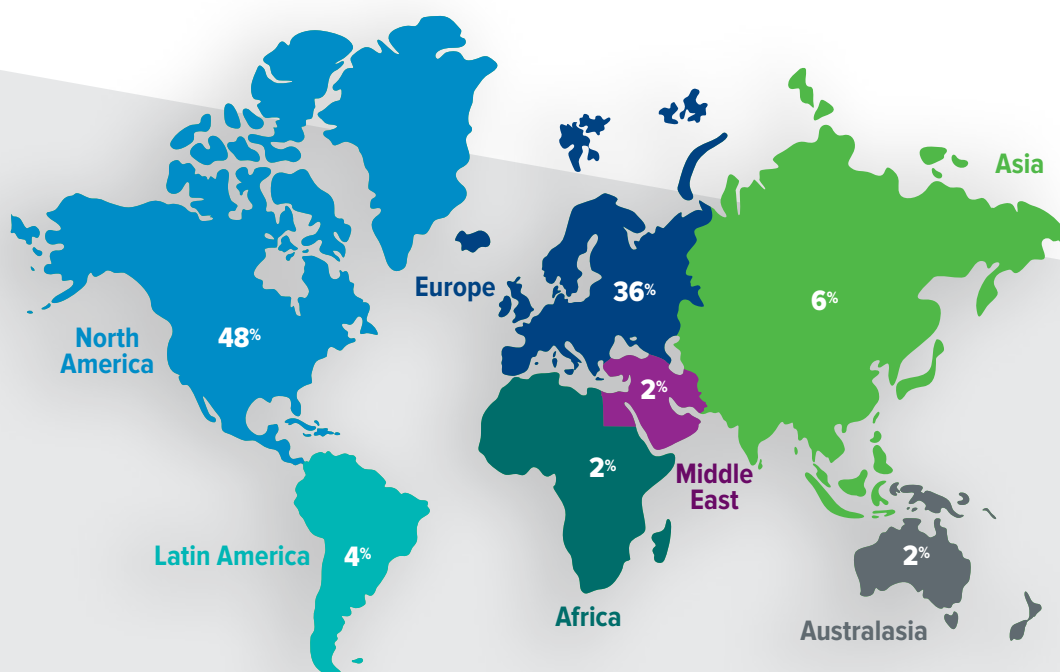 Asia
Europe
36%
6%
North
America
48%
2%
2%
Middle
East
Latin America
4%
2%
Africa
Australasia